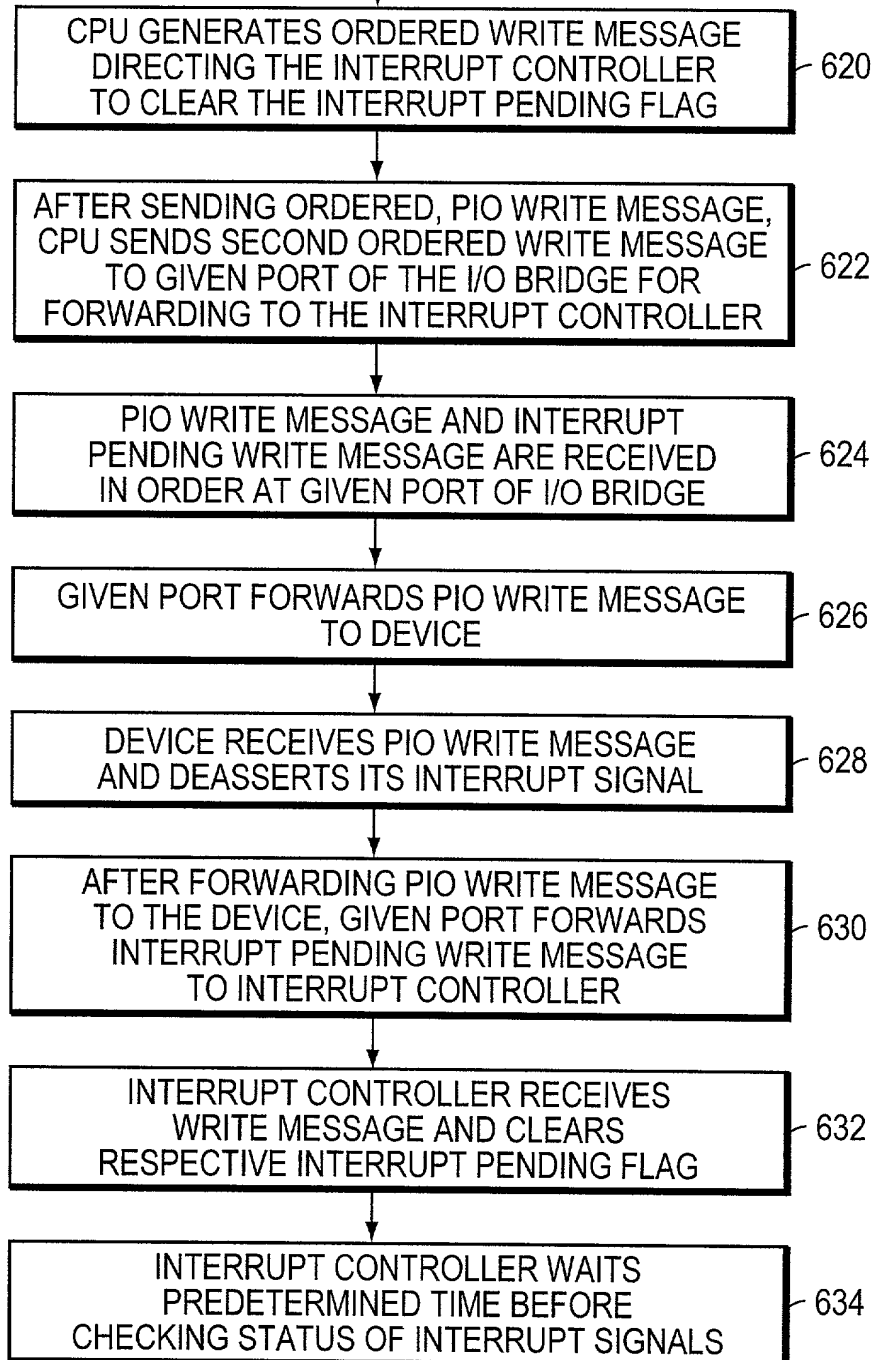 CPU GENERATES ORDERED WRITE MESSAGE
DIRECTING THE INTERRUPT CONTROLLER
TO CLEAR THE INTERRUPT PENDING FLAG
620
AFTER SENDING ORDERED, PIO WRITE MESSAGE,
CPU SENDS SECOND ORDERED WRITE MESSAGE
TO GIVEN PORT OF THE I/O BRIDGE FOR
FORWARDING TO THE INTERRUPT CONTROLLER
622
PIO WRITE MESSAGE AND INTERRUPT
PENDING WRITE MESSAGE ARE RECEIVED
IN ORDER AT GIVEN PORT OF I/O BRIDGE
624
GIVEN PORT FORWARDS PIO WRITE MESSAGE
TO DEVICE
626
DEVICE RECEIVES PIO WRITE MESSAGE
AND DEASSERTS ITS INTERRUPT SIGNAL
628
AFTER FORWARDING PIO WRITE MESSAGE
TO THE DEVICE, GIVEN PORT FORWARDS
INTERRUPT PENDING WRITE MESSAGE
TO INTERRUPT CONTROLLER
630
INTERRUPT CONTROLLER RECEIVES
WRITE MESSAGE AND CLEARS
RESPECTIVE INTERRUPT PENDING FLAG
632
INTERRUPT CONTROLLER WAITS
PREDETERMINED TIME BEFORE
CHECKING STATUS OF INTERRUPT SIGNALS
634